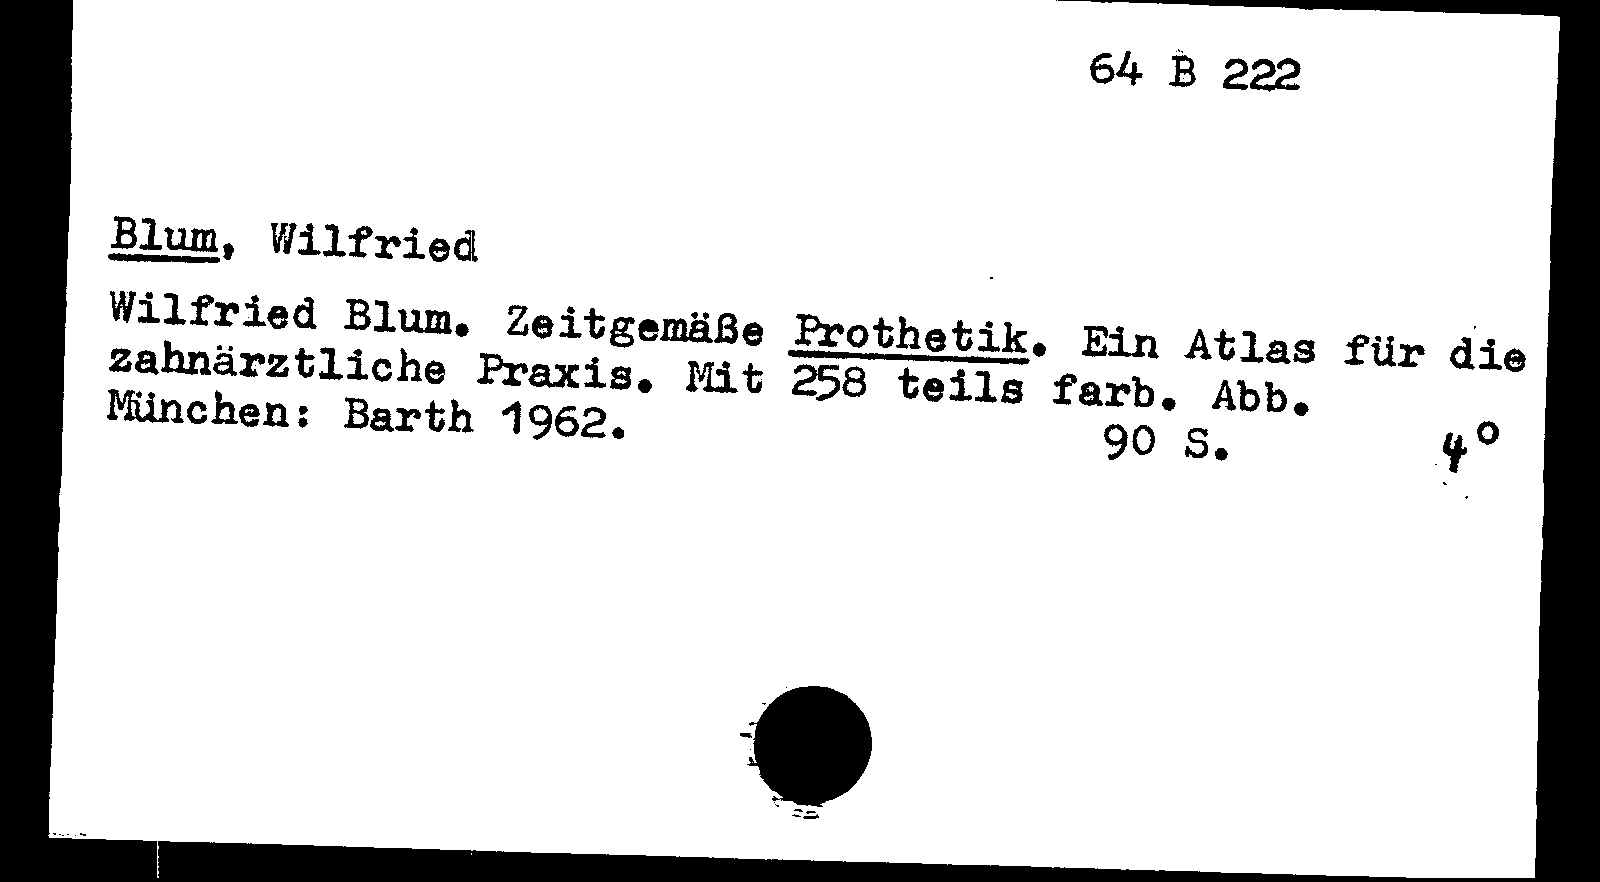 64 B 222
Blum, Wilfried
Wilfried Blum. Zeitgemäße Prothetik. Ein Atlas für die
zahnärztliche Praxis. Mit 258 teils farb. Abb.
München: Barth 1962.
90 S. 4°